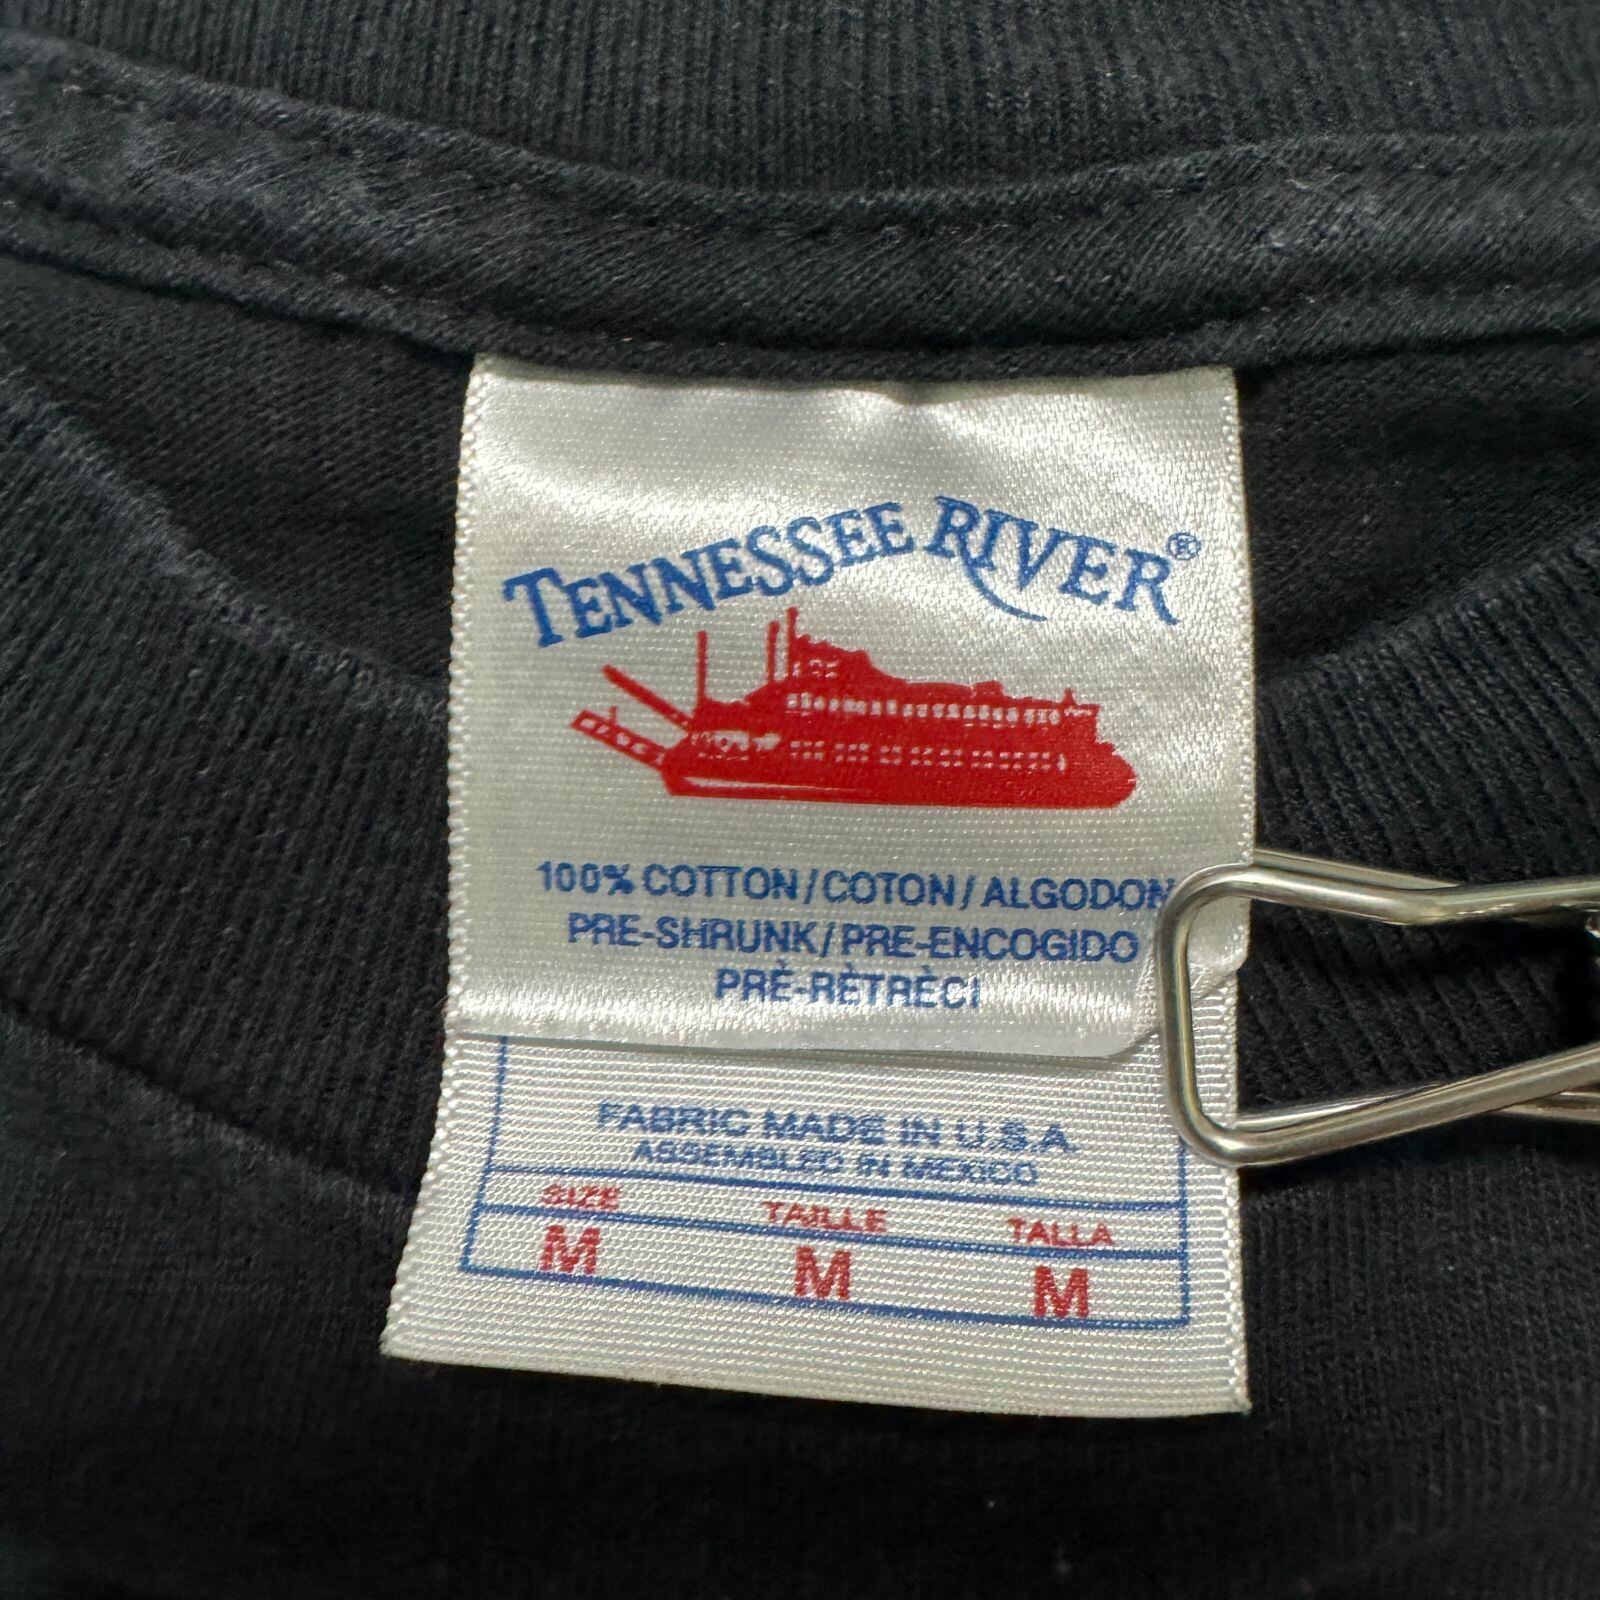 TENNESSEE RIVER®
100% COTTON/COTON/ALGODON
PRE-SHRUNK/PRE-ENCOGIDO
PRÈ-RÈTRÈCI
FABRIC MADE IN U.S.A.
ASSEMBLED IN MEXICO
SIZE TAILLE TALLA
M M M